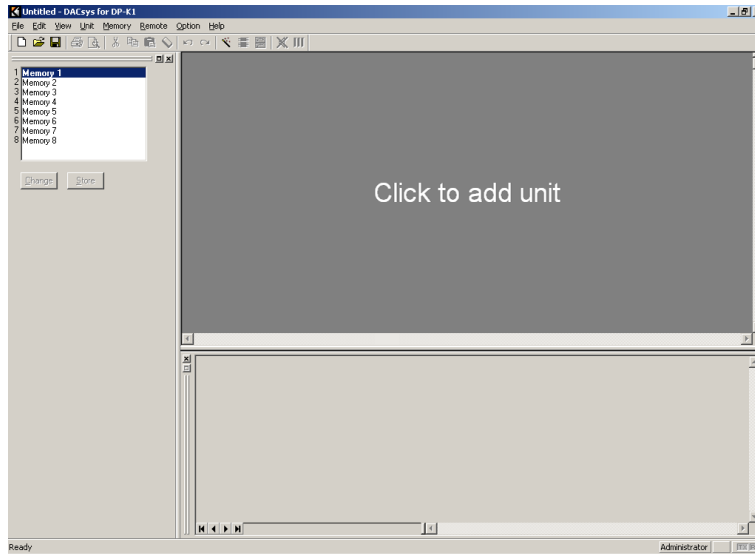 Untitled - DACsys for DP-K1
File Edit View Unit Memory Remote Option Help
1 Memory 1
2 Memory 2
3 Memory 3
4 Memory 4
5 Memory 5
6 Memory 6
7 Memory 7
8 Memory 8
Change Store
Click to add unit
Ready
Administrator